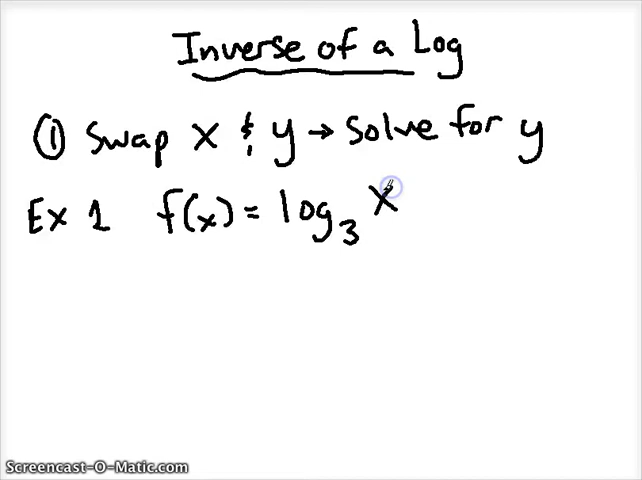 Inverse of a Log
① Swap x & y → Solve for y
Ex 1 f(x) = log₃ x
Screencast-O-Matic.com